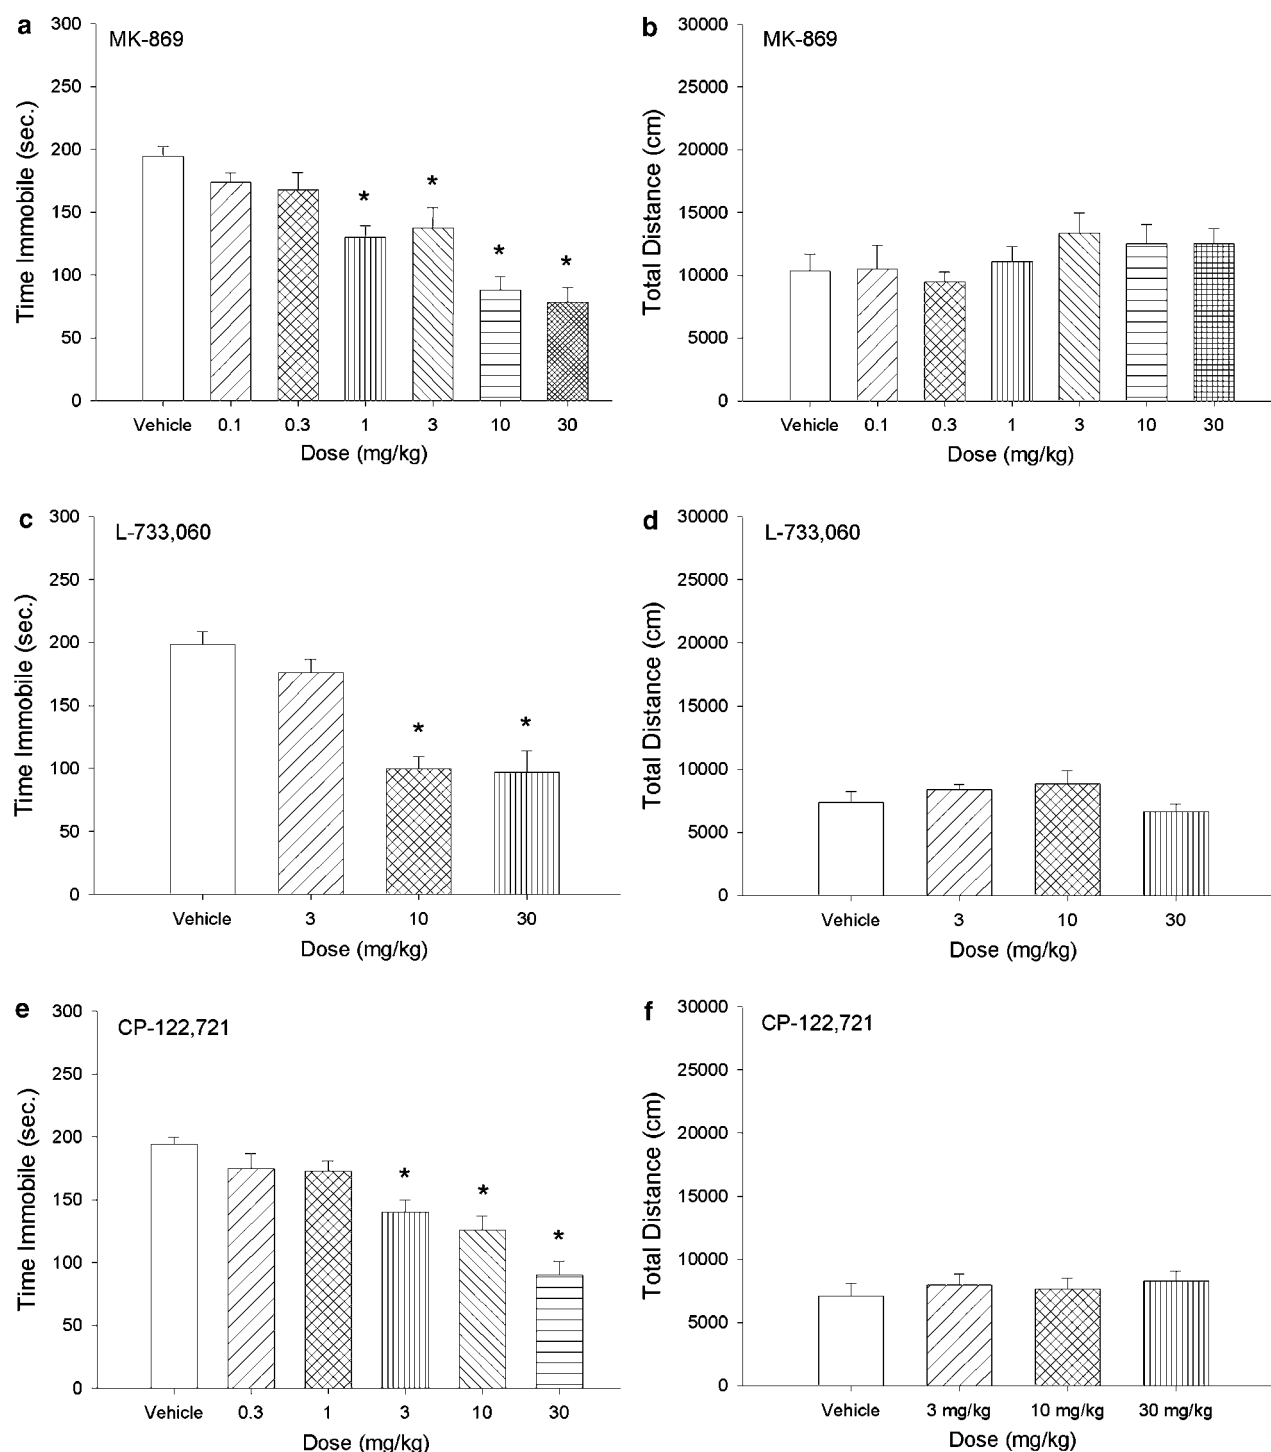 a
MK-869
300
250
200
150
100
50
0
Time Immobile (sec.)
*
*
*
*
Vehicle 0.1 0.3 1 3 10 30
Dose (mg/kg)
b
MK-869
30000
25000
20000
15000
10000
5000
0
Total Distance (cm)
Vehicle 0.1 0.3 1 3 10 30
Dose (mg/kg)
c
L-733,060
300
250
200
150
100
50
0
Time Immobile (sec.)
*
*
Vehicle 3 10 30
Dose (mg/kg)
d
L-733,060
30000
25000
20000
15000
10000
5000
0
Total Distance (cm)
Vehicle 3 10 30
Dose (mg/kg)
e
CP-122,721
300
250
200
150
100
50
0
Time Immobile (sec.)
*
*
*
Vehicle 0.3 1 3 10 30
Dose (mg/kg)
f
CP-122,721
30000
25000
20000
15000
10000
5000
0
Total Distance (cm)
Vehicle 3 mg/kg 10 mg/kg 30 mg/kg
Dose (mg/kg)